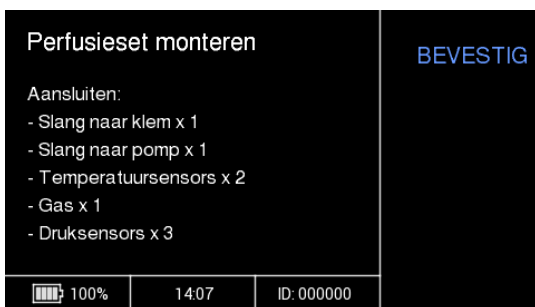 Perfusieset monteren
BEVESTIG
Aansluiten:
- Slang naar klem x 1
- Slang naar pomp x 1
- Temperatuursensors x 2
- Gas x 1
- Druksensors x 3
100%
14:07
ID: 000000